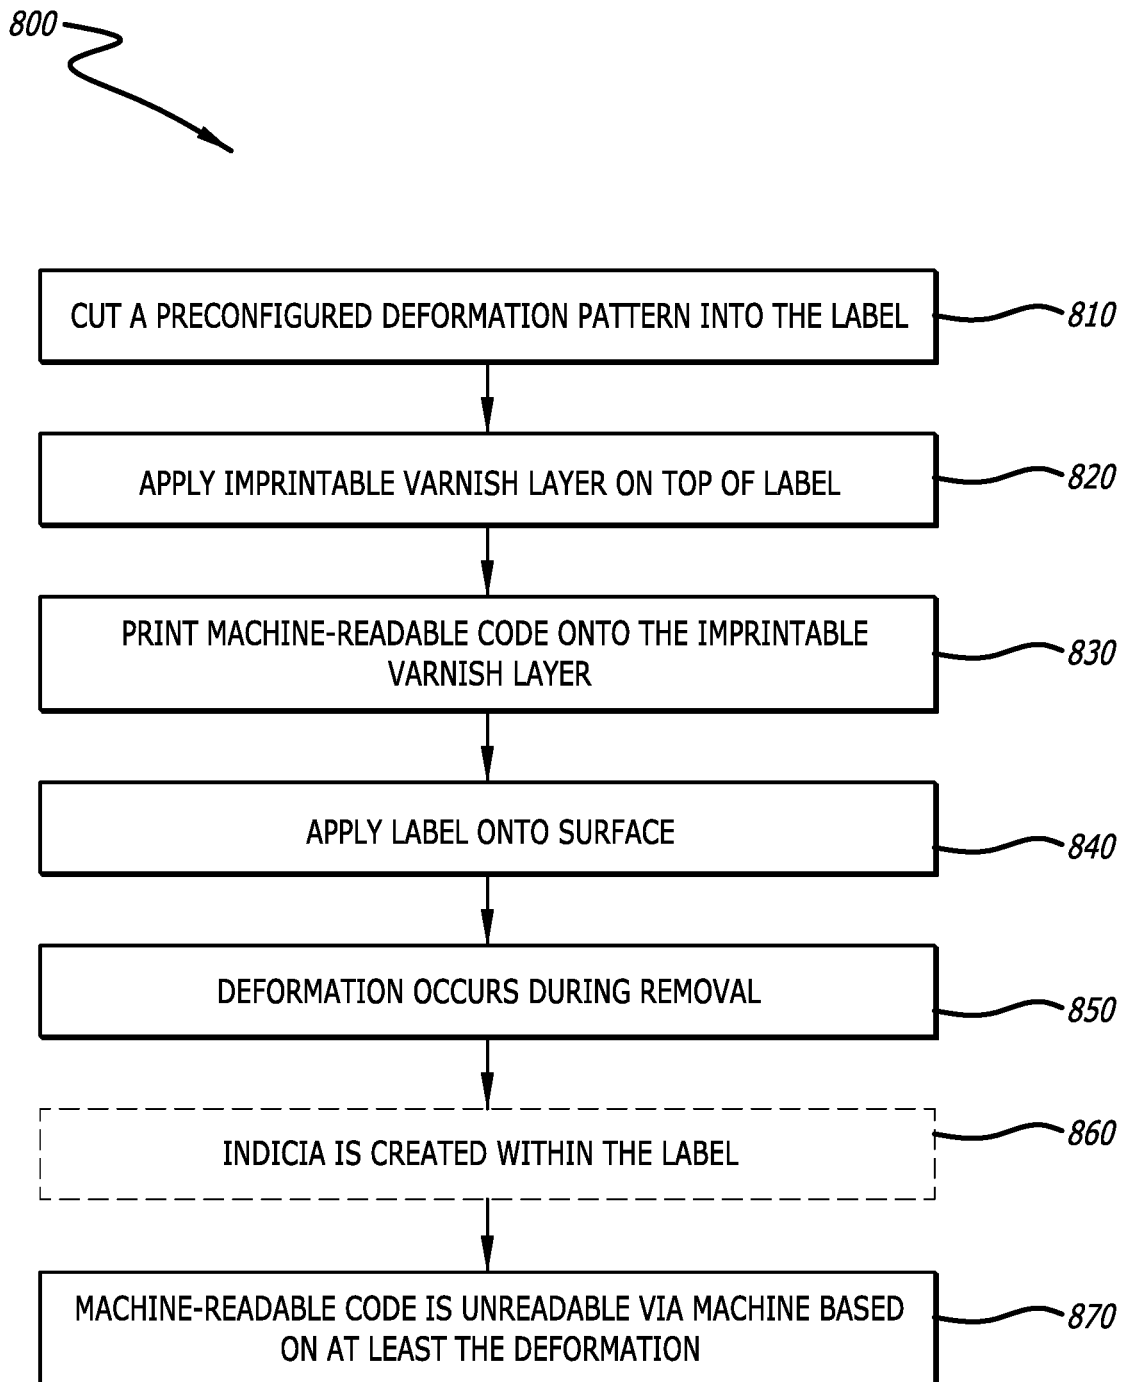 800
CUT A PRECONFIGURED DEFORMATION PATTERN INTO THE LABEL
810
APPLY IMPRINTABLE VARNISH LAYER ON TOP OF LABEL
820
PRINT MACHINE-READABLE CODE ONTO THE IMPRINTABLE
VARNISH LAYER
830
APPLY LABEL ONTO SURFACE
840
DEFORMATION OCCURS DURING REMOVAL
850
INDICIA IS CREATED WITHIN THE LABEL
860
MACHINE-READABLE CODE IS UNREADABLE VIA MACHINE BASED
ON AT LEAST THE DEFORMATION
870